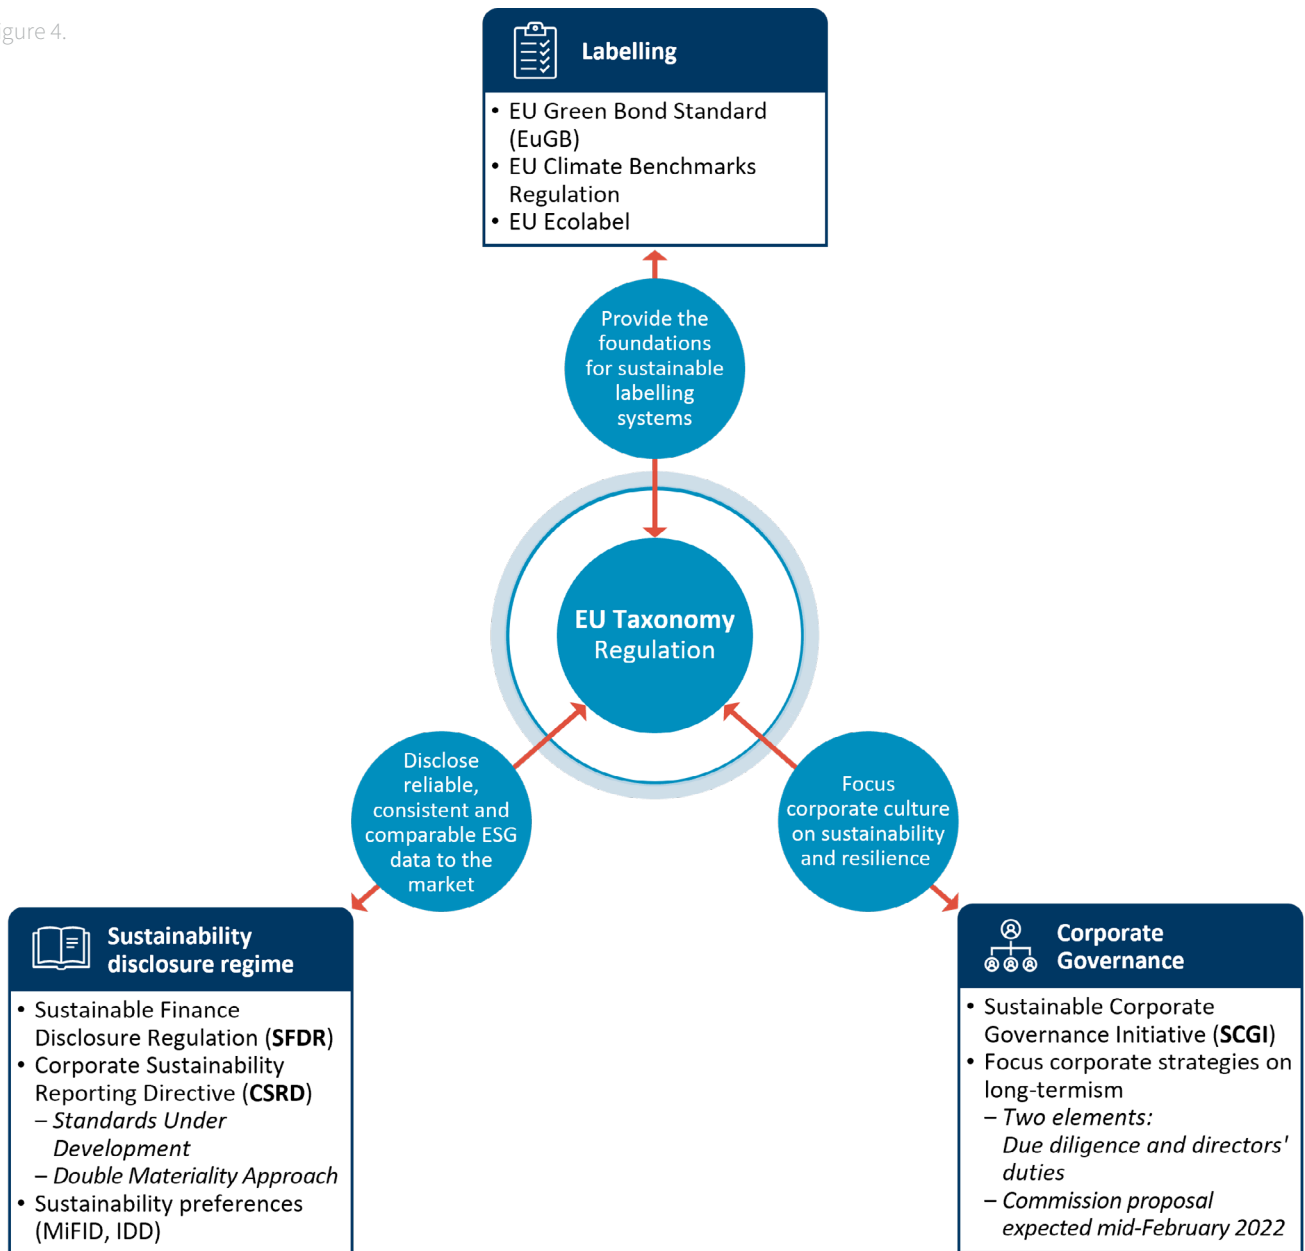 igure 4.
Labelling
• EU Green Bond Standard
(EuGB)
• EU Climate Benchmarks
Regulation
• EU Ecolabel
Provide the
foundations
for sustainable
labelling
systems
EU Taxonomy
Regulation
Disclose
reliable,
consistent and
comparable ESG
data to the
market
Focus
corporate culture
on sustainability
and resilience
Sustainability
disclosure regime
• Sustainable Finance
Disclosure Regulation (SFDR)
• Corporate Sustainability
Reporting Directive (CSRD)
– Standards Under
Development
– Double Materiality Approach
• Sustainability preferences
(MiFID, IDD)
Corporate
Governance
• Sustainable Corporate
Governance Initiative (SCGI)
• Focus corporate strategies on
long-termism
– Two elements:
Due diligence and directors'
duties
– Commission proposal
expected mid-February 2022